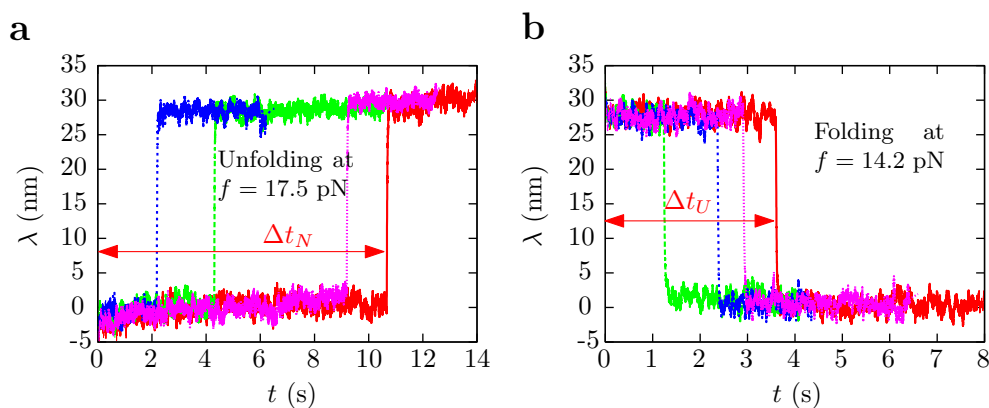 a
35
30
25
20
15
10
5
0
-5
λ (nm)
Unfolding at
f = 17.5 pN
Δt_N
0 2 4 6 8 10 12 14
t (s)
b
35
30
25
20
15
10
5
0
-5
λ (nm)
Folding at
f = 14.2 pN
Δt_U
0 1 2 3 4 5 6 7 8
t (s)